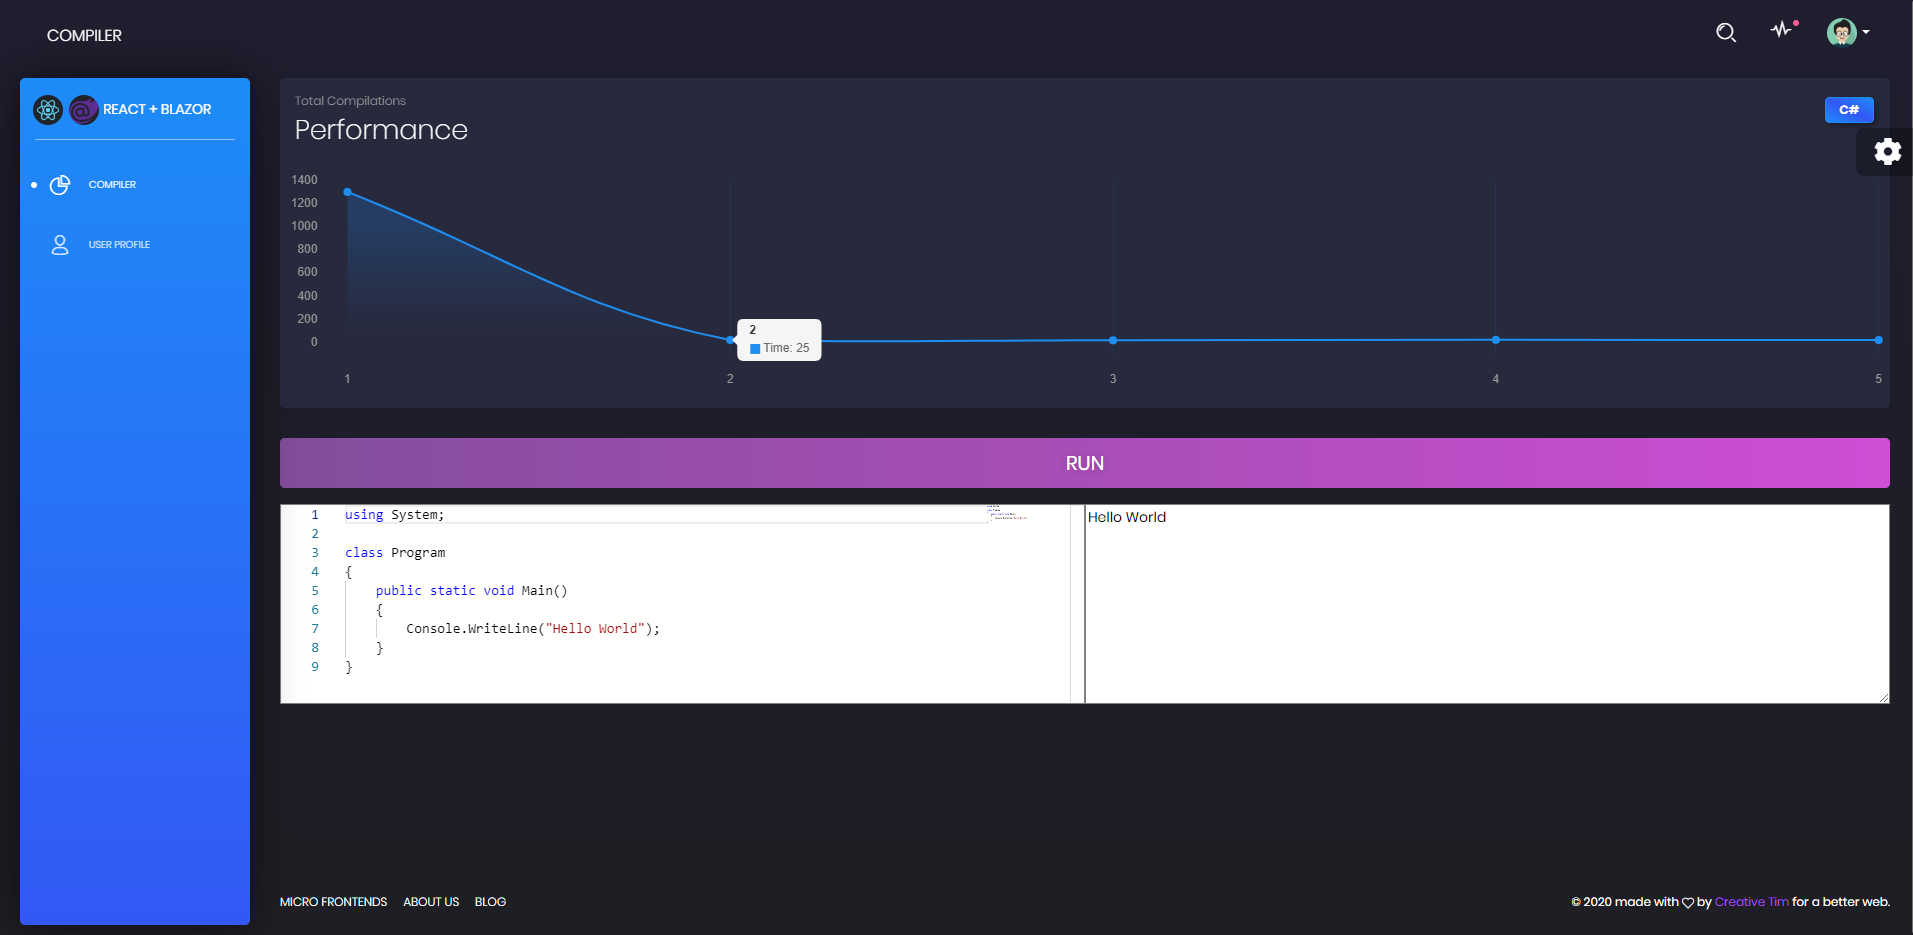 COMPILER
REACT + BLAZOR
COMPILER
USER PROFILE
Total Compilations
Performance
C#
1400
1200
1000
800
600
400
200
0
2
Time: 25
1 2 3 4 5
RUN
1 using System;
2
3 class Program
4 {
5 public static void Main()
6 {
7 Console.WriteLine("Hello World");
8 }
9 }
Hello World
MICRO FRONTENDS ABOUT US BLOG
© 2020 made with by Creative Tim for a better web.